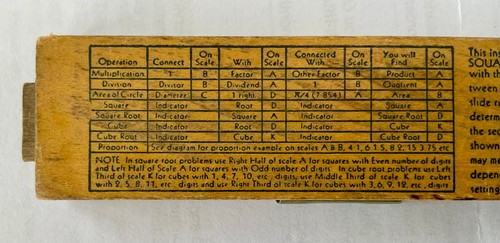 Operation Connect On Scale With On Scale Connected With On Scale You will Find On Scale
Multiplication 1 B Factor A Other Factor B Product A
Division Divisor B Dividend A 1 B Quotient A
Area of Circle Diameter C 1 right D π/4 (.7854) A Area B
Square Indicator Root D Indicator Square A
Square Root Indicator Square A Indicator Square Root D
Cube Indicator Root D Indicator Cube K
Cube Root Indicator Cube K Indicator Cube Root D
Proportion See diagram for proportion example on scales A & B, 4 1, 6 1.5, 8 2, 15 3.75 etc
NOTE In square root problems use Right Half of scale A for squares with Even number of digits
and Left Half of Scale A for squares with Odd number of digits. In cube root problems use Left
Third of scale K for cubes with 1, 4, 7, 10, etc., digits, use Middle Third of scale K for cubes
with 2, 5, 8, 11, etc., digits and use Right Third of scale K for cubes with 3, 6, 9, 12, etc., digits
This ins
SQUA
with th
tween
slide r
determ
the se
shown
may m
depen
setting